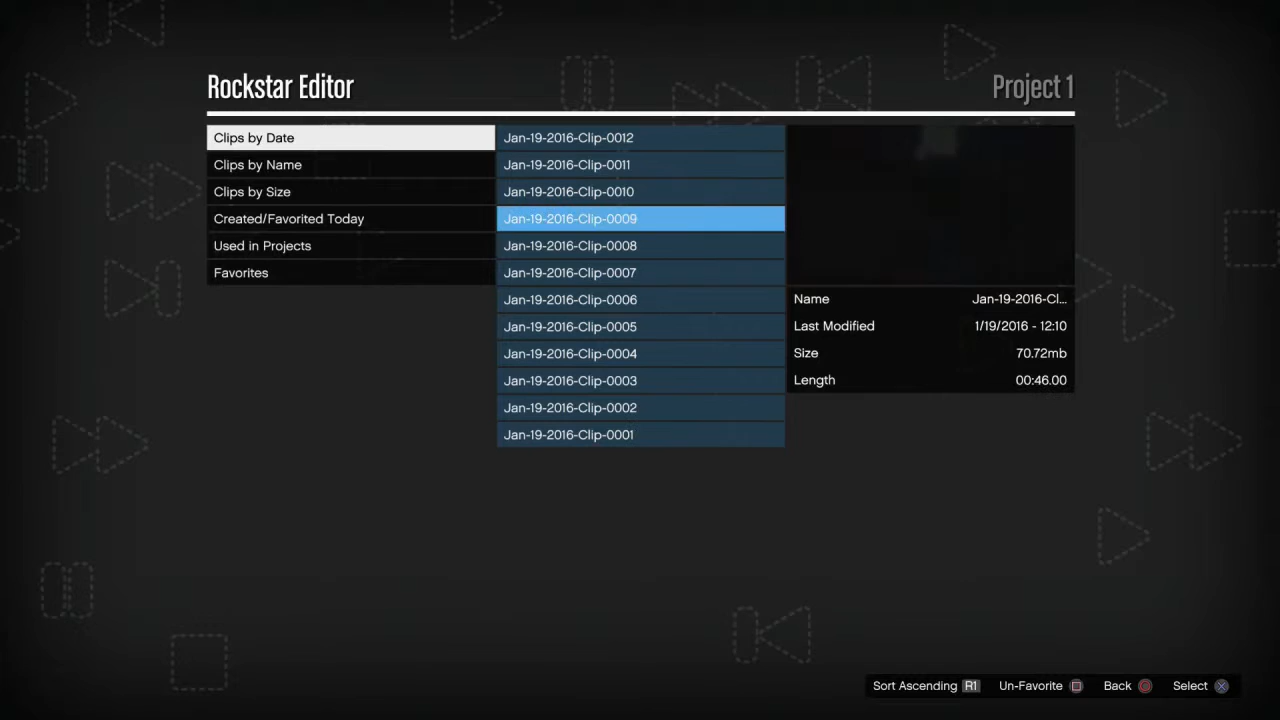 Rockstar Editor
Project 1
Clips by Date
Clips by Name
Clips by Size
Created/Favorited Today
Used in Projects
Favorites
Jan-19-2016-Clip-0012
Jan-19-2016-Clip-0011
Jan-19-2016-Clip-0010
Jan-19-2016-Clip-0009
Jan-19-2016-Clip-0008
Jan-19-2016-Clip-0007
Jan-19-2016-Clip-0006
Jan-19-2016-Clip-0005
Jan-19-2016-Clip-0004
Jan-19-2016-Clip-0003
Jan-19-2016-Clip-0002
Jan-19-2016-Clip-0001
Name Jan-19-2016-Cl...
Last Modified 1/19/2016 - 12:10
Size 70.72mb
Length 00:46.00
Sort Ascending R1 Un-Favorite Back Select